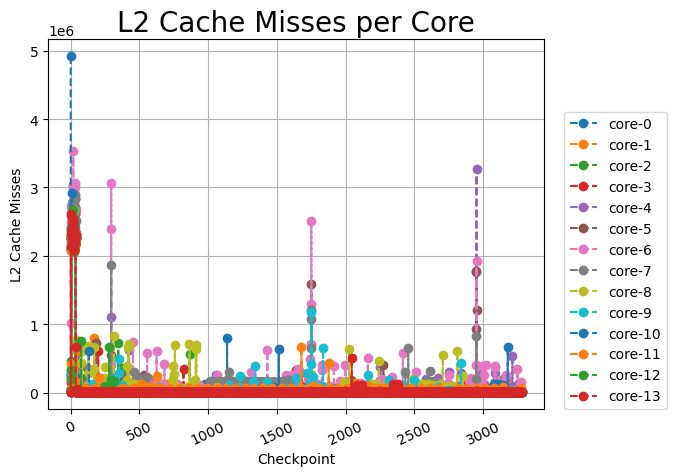 L2 Cache Misses per Core
1e6
5
4
3
2
1
0
L2 Cache Misses
0
500
1000
1500
2000
2500
3000
Checkpoint
core-0
core-1
core-2
core-3
core-4
core-5
core-6
core-7
core-8
core-9
core-10
core-11
core-12
core-13